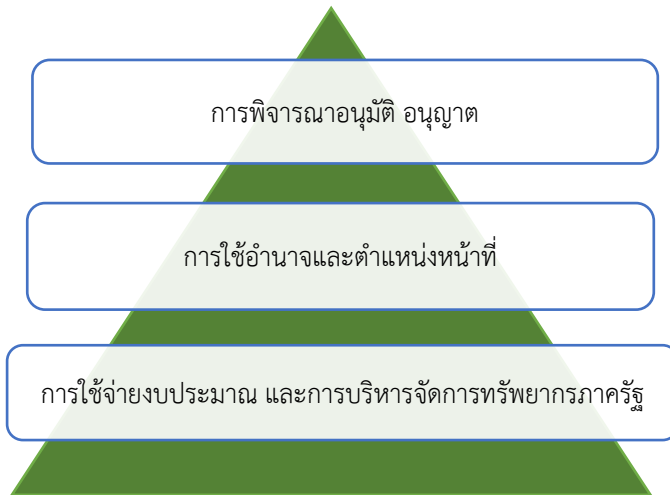 การพิจารณาอนุมัติ อนุญาต
การใช้อำนาจและตำแหน่งหน้าที่
การใช้จ่ายงบประมาณ และการบริหารจัดการทรัพยากรภาครัฐ